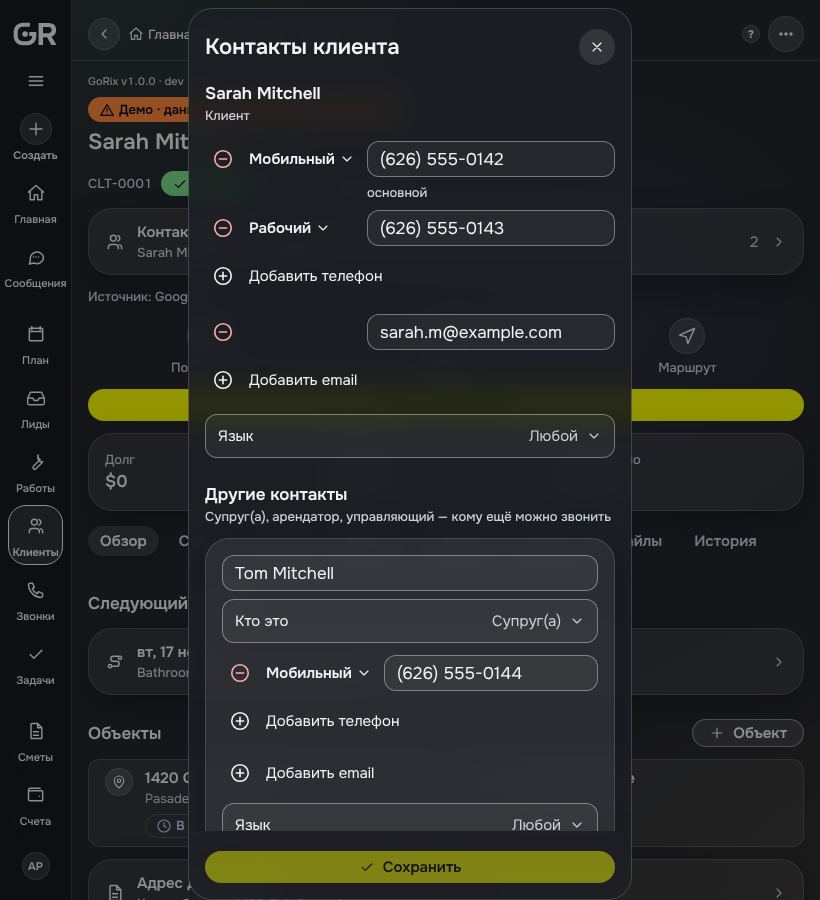 GR
Создать
Главная
Сообщения
План
Лиды
Работы
Клиенты
Звонки
Задачи
Сметы
Счета
AP
Главна
?
GoRix v1.0.0 · dev
Демо · дан
Sarah Mit
CLT-0001
Контак
Sarah M
2
Источник: Goog
По
Маршрут
Долг
$0
Обзор
С
йлы
История
Следующий
вт, 17 н
Bathroor
Объекты
Объект
1420 O
Pasade
В
е
Адрес д
Контакты клиента
Sarah Mitchell
Клиент
Мобильный
(626) 555-0142
основной
Рабочий
(626) 555-0143
Добавить телефон
sarah.m@example.com
Добавить email
Язык
Любой
Другие контакты
Супруг(а), арендатор, управляющий — кому ещё можно звонить
Tom Mitchell
Кто это
Супруг(а)
Мобильный
(626) 555-0144
Добавить телефон
Добавить email
Язык
Любой
Сохранить